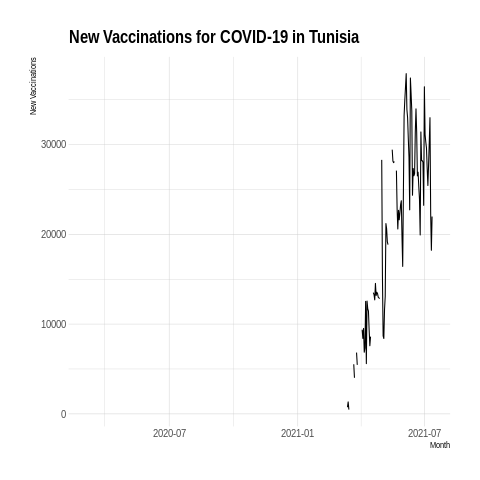 New Vaccinations for COVID-19 in Tunisia
New Vaccinations
30000
20000
10000
0
2020-07
2021-01
2021-07
Month